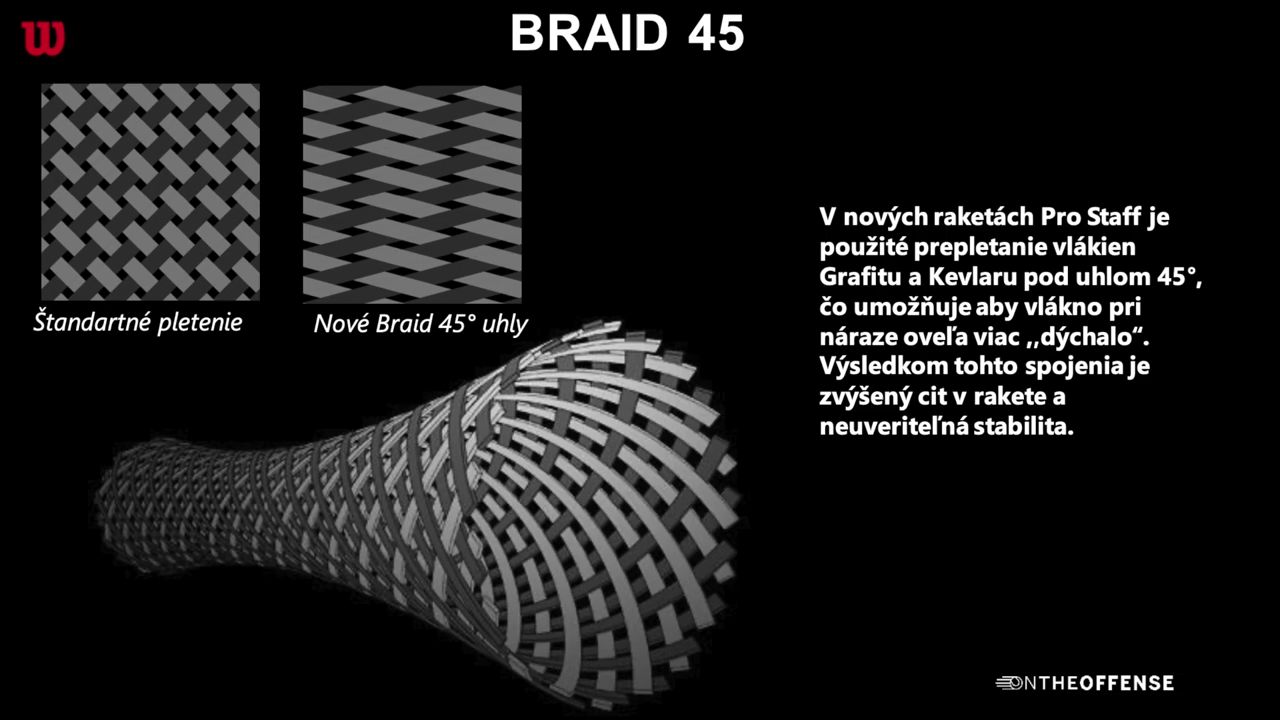 W
BRAID 45
Štandartné pletenie
Nové Braid 45° uhly
V nových raketách Pro Staff je
použité prepletanie vlákien
Grafitu a Kevlaru pod uhlom 45°,
čo umožňuje aby vlákno pri
náraze oveľa viac ,,dýchalo“.
Výsledkom tohto spojenia je
zvýšený cit v rakete a
neuveriteľná stabilita.
ONTHEOFFENSE